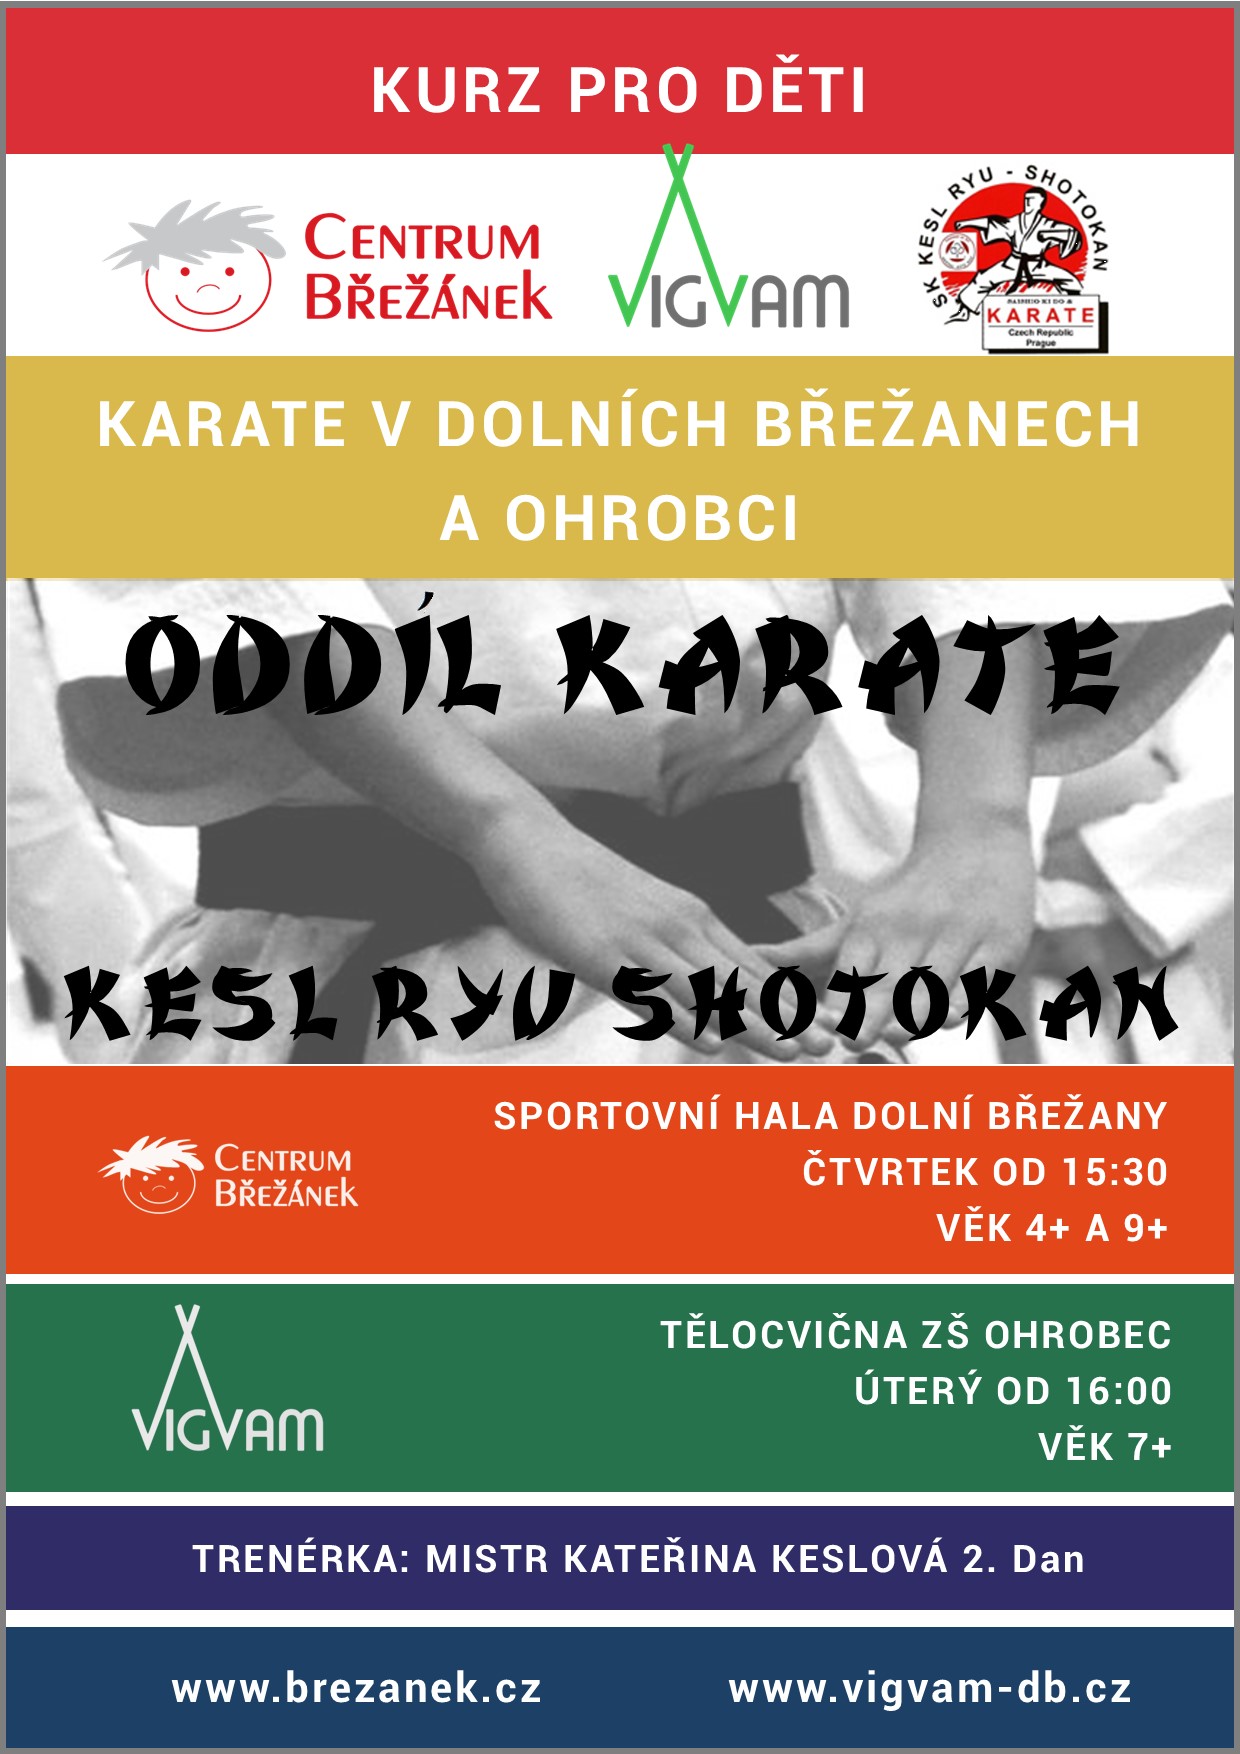 KURZ PRO DĚTI
CENTRUM
BŘEŽÁNEK
VIGVAM
SK KESL RYU - SHOTOKAN
KARATE
Czech Republic
Prague
KARATE V DOLNÍCH BŘEŽANECH
A OHROBCI
ODDÍL KARATE
KESL RYU SHOTOKAN
CENTRUM
BŘEŽÁNEK
SPORTOVNÍ HALA DOLNÍ BŘEŽANY
ČTVRTEK OD 15:30
VĚK 4+ A 9+
VIGVAM
TĚLOCVIČNA ZŠ OHROBEC
ÚTERÝ OD 16:00
VĚK 7+
TRENÉRKA: MISTR KATEŘINA KESLOVÁ 2. Dan
www.brezanek.cz
www.vigvam-db.cz